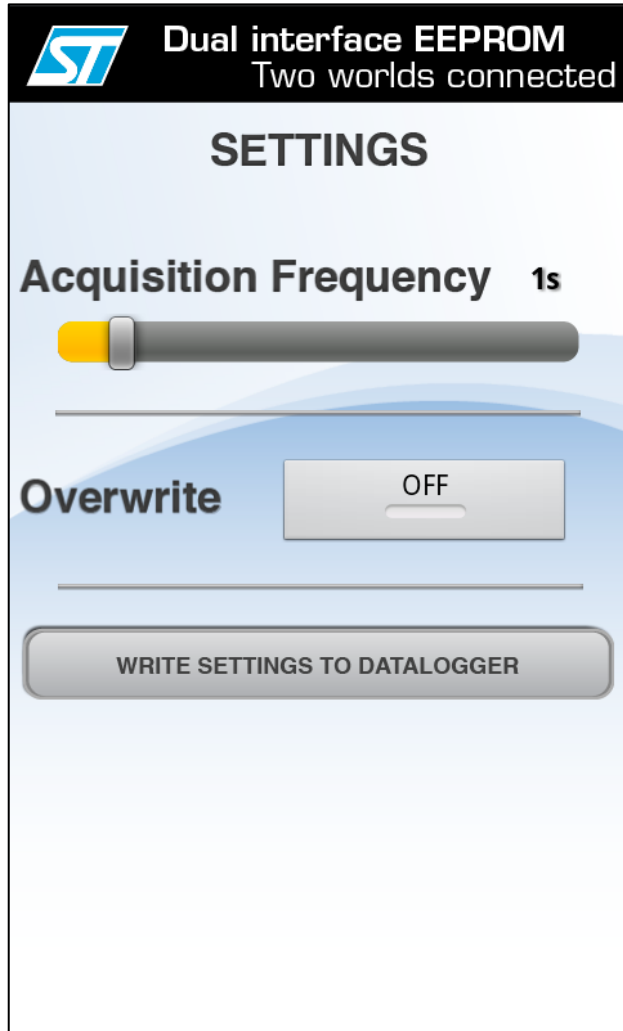 ST
Dual interface EEPROM
Two worlds connected
SETTINGS
Acquisition Frequency 1s
Overwrite OFF
WRITE SETTINGS TO DATALOGGER